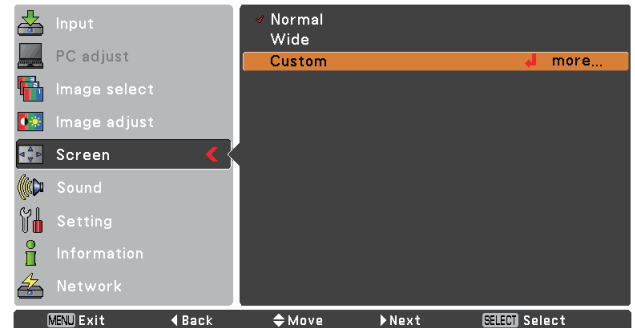 Input
PC adjust
Image select
Image adjust
Screen
Sound
Setting
Information
Network
Normal
Wide
Custom more...
MENU Exit Back Move Next SELECT Select